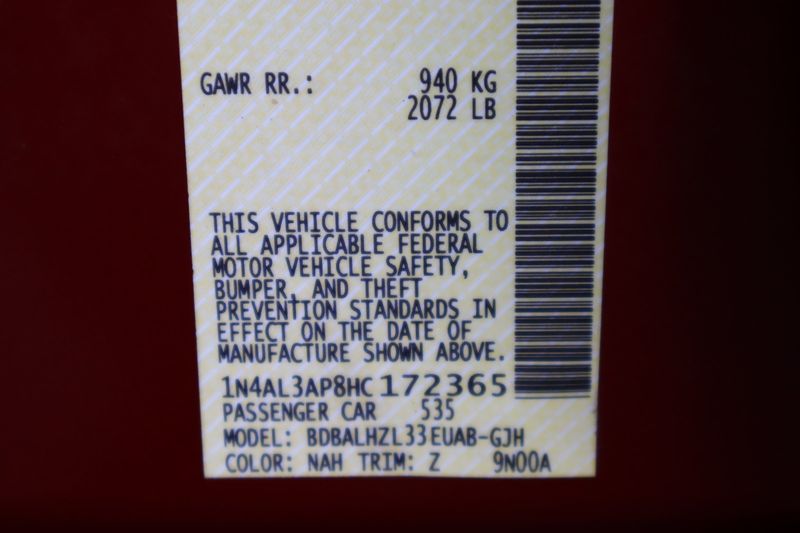 GAWR RR.: 940 KG
2072 LB
THIS VEHICLE CONFORMS TO
ALL APPLICABLE FEDERAL
MOTOR VEHICLE SAFETY,
BUMPER, AND THEFT
PREVENTION STANDARDS IN
EFFECT ON THE DATE OF
MANUFACTURE SHOWN ABOVE.
1N4AL3AP8HC172365
PASSENGER CAR 535
MODEL: BDBALHZL33EUAB-GJH
COLOR: NAH TRIM: Z 9N00A